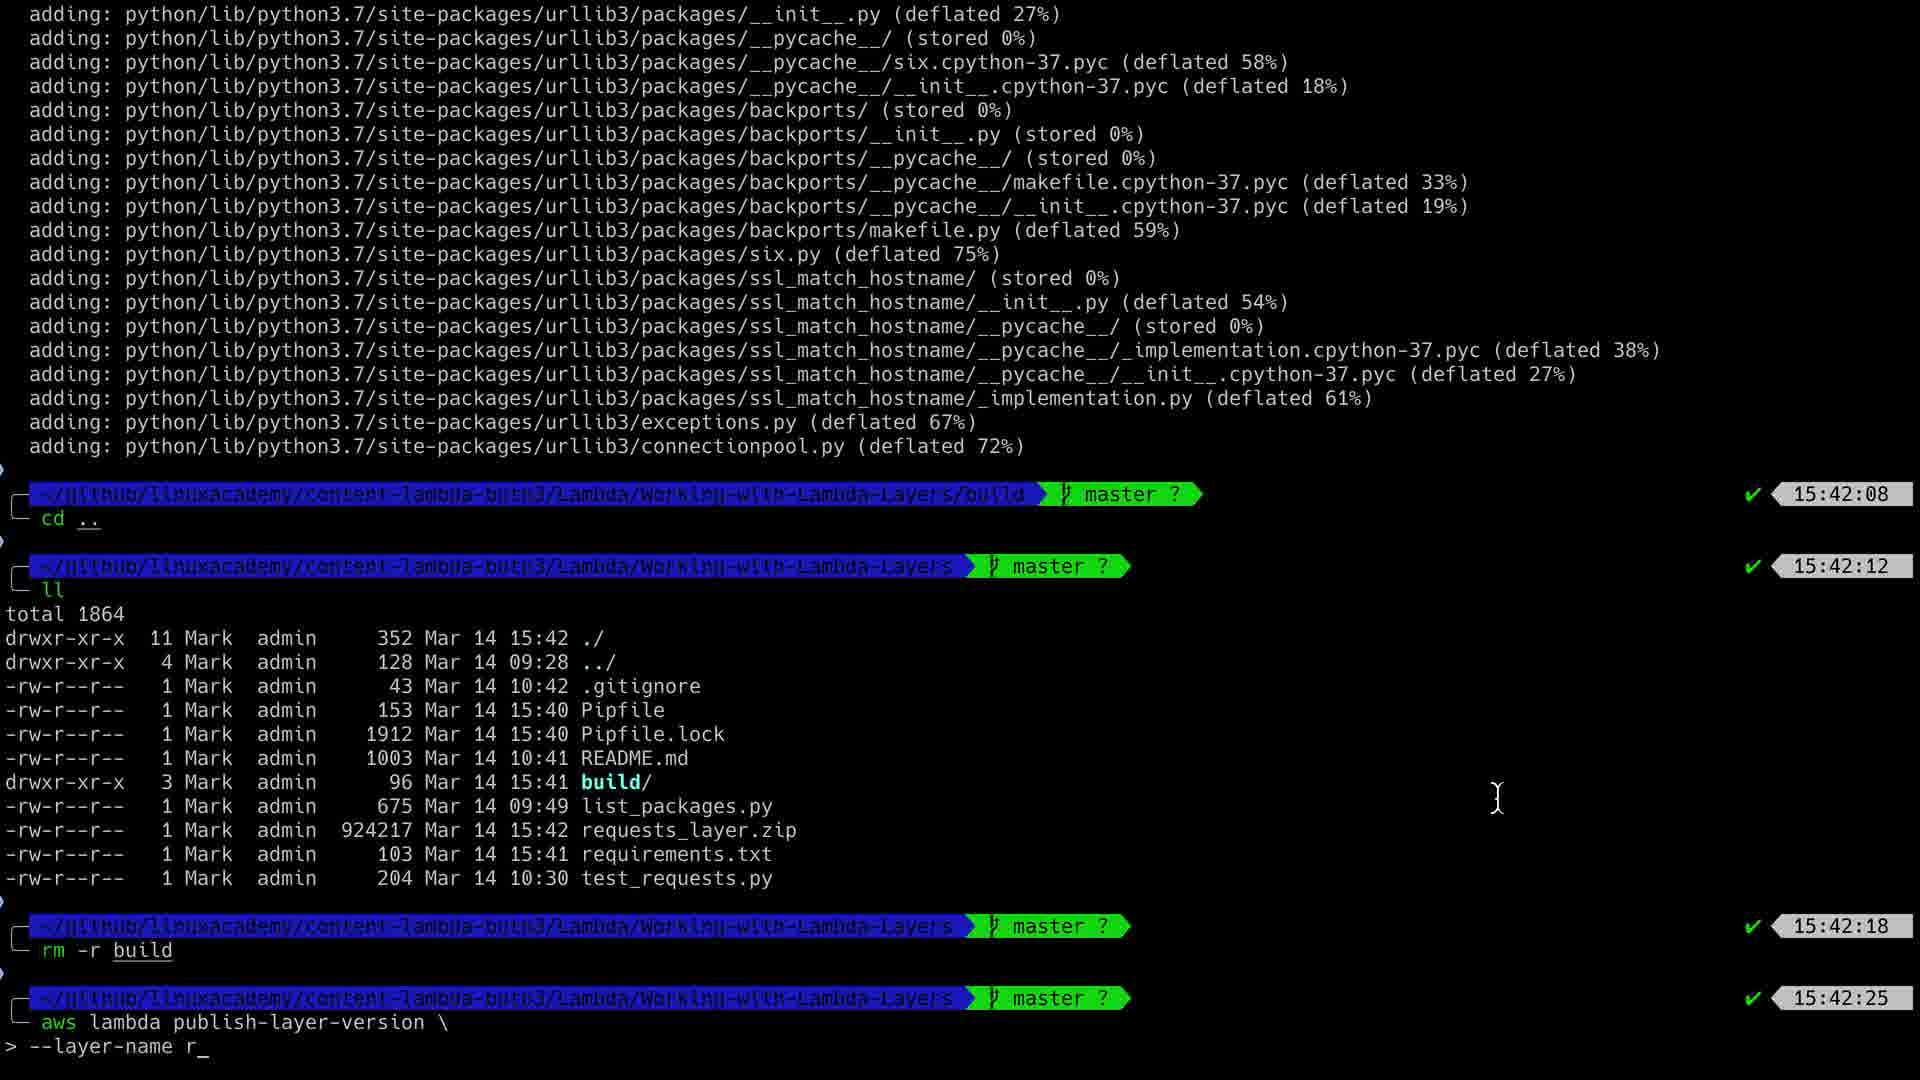 adding: python/lib/python3.7/site-packages/urllib3/packages/__init__.py (deflated 27%)
adding: python/lib/python3.7/site-packages/urllib3/packages/__pycache__/ (stored 0%)
adding: python/lib/python3.7/site-packages/urllib3/packages/__pycache__/six.cpython-37.pyc (deflated 58%)
adding: python/lib/python3.7/site-packages/urllib3/packages/__pycache__/__init__.cpython-37.pyc (deflated 18%)
adding: python/lib/python3.7/site-packages/urllib3/packages/backports/ (stored 0%)
adding: python/lib/python3.7/site-packages/urllib3/packages/backports/__init__.py (stored 0%)
adding: python/lib/python3.7/site-packages/urllib3/packages/backports/__pycache__/ (stored 0%)
adding: python/lib/python3.7/site-packages/urllib3/packages/backports/__pycache__/makefile.cpython-37.pyc (deflated 33%)
adding: python/lib/python3.7/site-packages/urllib3/packages/backports/__pycache__/__init__.cpython-37.pyc (deflated 19%)
adding: python/lib/python3.7/site-packages/urllib3/packages/backports/makefile.py (deflated 59%)
adding: python/lib/python3.7/site-packages/urllib3/packages/six.py (deflated 75%)
adding: python/lib/python3.7/site-packages/urllib3/packages/ssl_match_hostname/ (stored 0%)
adding: python/lib/python3.7/site-packages/urllib3/packages/ssl_match_hostname/__init__.py (deflated 54%)
adding: python/lib/python3.7/site-packages/urllib3/packages/ssl_match_hostname/__pycache__/ (stored 0%)
adding: python/lib/python3.7/site-packages/urllib3/packages/ssl_match_hostname/__pycache__/_implementation.cpython-37.pyc (deflated 38%)
adding: python/lib/python3.7/site-packages/urllib3/packages/ssl_match_hostname/__pycache__/__init__.cpython-37.pyc (deflated 27%)
adding: python/lib/python3.7/site-packages/urllib3/packages/ssl_match_hostname/_implementation.py (deflated 61%)
adding: python/lib/python3.7/site-packages/urllib3/exceptions.py (deflated 67%)
adding: python/lib/python3.7/site-packages/urllib3/connectionpool.py (deflated 72%)
~/github/linuxacademy/content-lambda-boto3/Lambda/Working-with-Lambda-Layers/build master ? ✔ 15:42:08
cd ..
~/github/linuxacademy/content-lambda-boto3/Lambda/Working-with-Lambda-Layers master ? ✔ 15:42:12
ll
total 1864
drwxr-xr-x 11 Mark admin 352 Mar 14 15:42 ./
drwxr-xr-x 4 Mark admin 128 Mar 14 09:28 ../
-rw-r--r-- 1 Mark admin 43 Mar 14 10:42 .gitignore
-rw-r--r-- 1 Mark admin 153 Mar 14 15:40 Pipfile
-rw-r--r-- 1 Mark admin 1912 Mar 14 15:40 Pipfile.lock
-rw-r--r-- 1 Mark admin 1003 Mar 14 10:41 README.md
drwxr-xr-x 3 Mark admin 96 Mar 14 15:41 build/
-rw-r--r-- 1 Mark admin 675 Mar 14 09:49 list_packages.py
-rw-r--r-- 1 Mark admin 924217 Mar 14 15:42 requests_layer.zip
-rw-r--r-- 1 Mark admin 103 Mar 14 15:41 requirements.txt
-rw-r--r-- 1 Mark admin 204 Mar 14 10:30 test_requests.py
~/github/linuxacademy/content-lambda-boto3/Lambda/Working-with-Lambda-Layers master ? ✔ 15:42:18
rm -r build
~/github/linuxacademy/content-lambda-boto3/Lambda/Working-with-Lambda-Layers master ? ✔ 15:42:25
aws lambda publish-layer-version \
> --layer-name r_